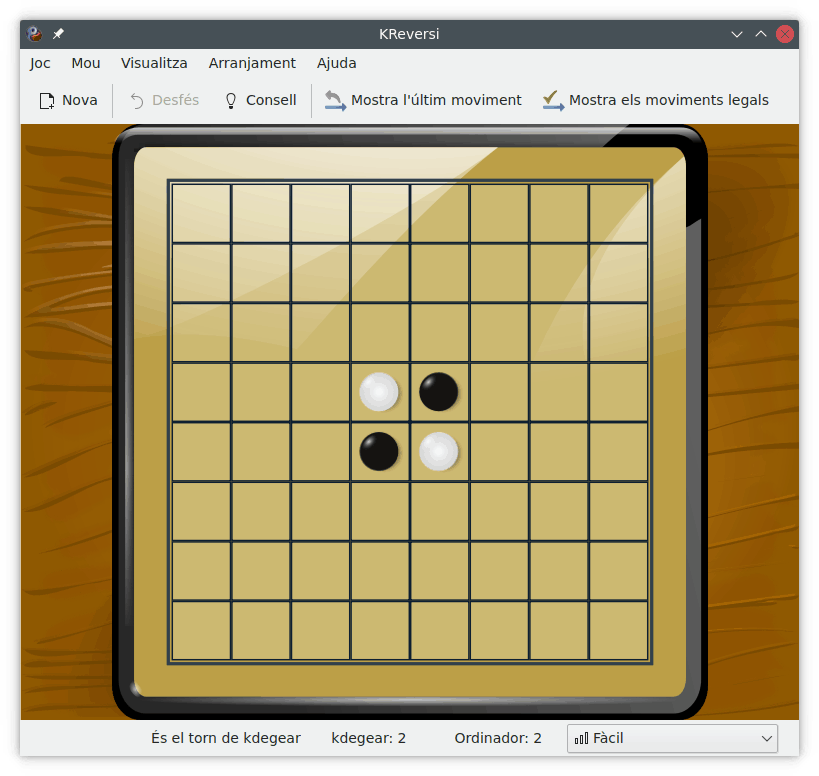 KReversi
Joc Mou Visualitza Arranjament Ajuda
Nova Desfés Consell Mostra l'últim moviment Mostra els moviments legals
És el torn de kdegear kdegear: 2 Ordinador: 2 Fàcil